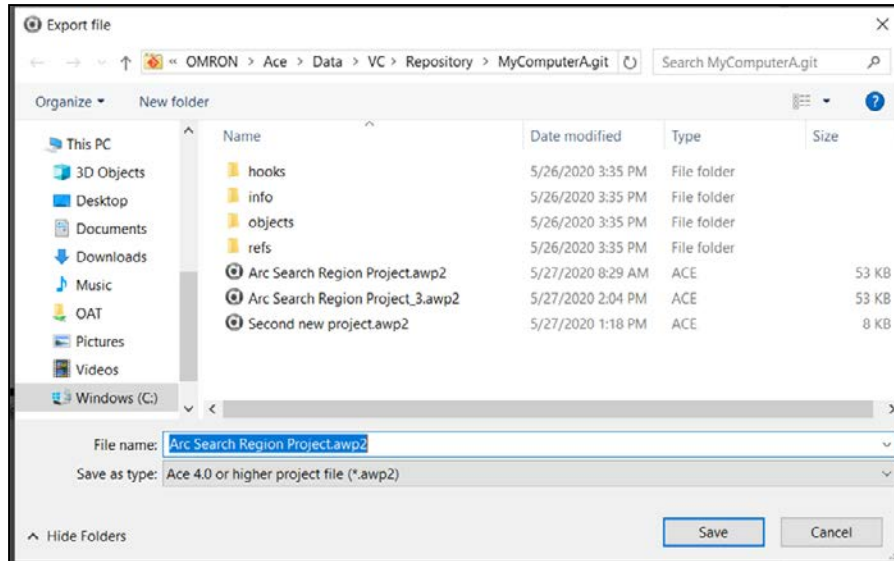 Export file
« OMRON > Ace > Data > VC > Repository > MyComputerA.git Search MyComputerA.git
Organize New folder ?
Name Date modified Type Size
This PC
3D Objects
Desktop
Documents
Downloads
Music
OAT
Pictures
Videos
Windows (C:)
hooks 5/26/2020 3:35 PM File folder
info 5/26/2020 3:35 PM File folder
objects 5/26/2020 3:35 PM File folder
refs 5/26/2020 3:35 PM File folder
Arc Search Region Project.awp2 5/27/2020 8:29 AM ACE 53 KB
Arc Search Region Project_3.awp2 5/27/2020 2:04 PM ACE 53 KB
Second new project.awp2 5/27/2020 1:18 PM ACE 8 KB
File name: Arc Search Region Project.awp2
Save as type: Ace 4.0 or higher project file (*.awp2)
Hide Folders Save Cancel